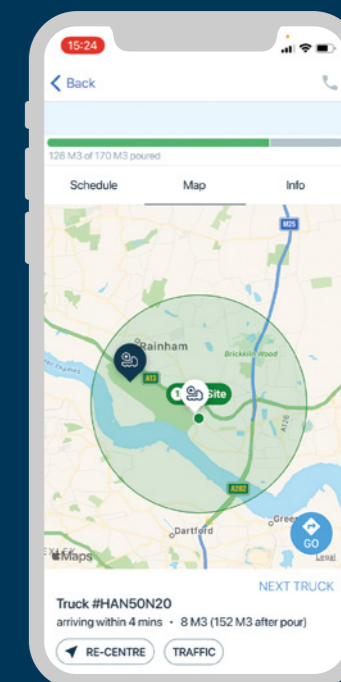 15:24
Back
128 M3 of 170 M3 poured
Schedule Map Info
M25
Rainham
Brickkiln Wood
A13
Site
A126
A282
Dartford
GO
Maps
Legal
NEXT TRUCK
Truck #HAN50N20
arriving within 4 mins • 8 M3 (152 M3 after pour)
RE-CENTRE TRAFFIC